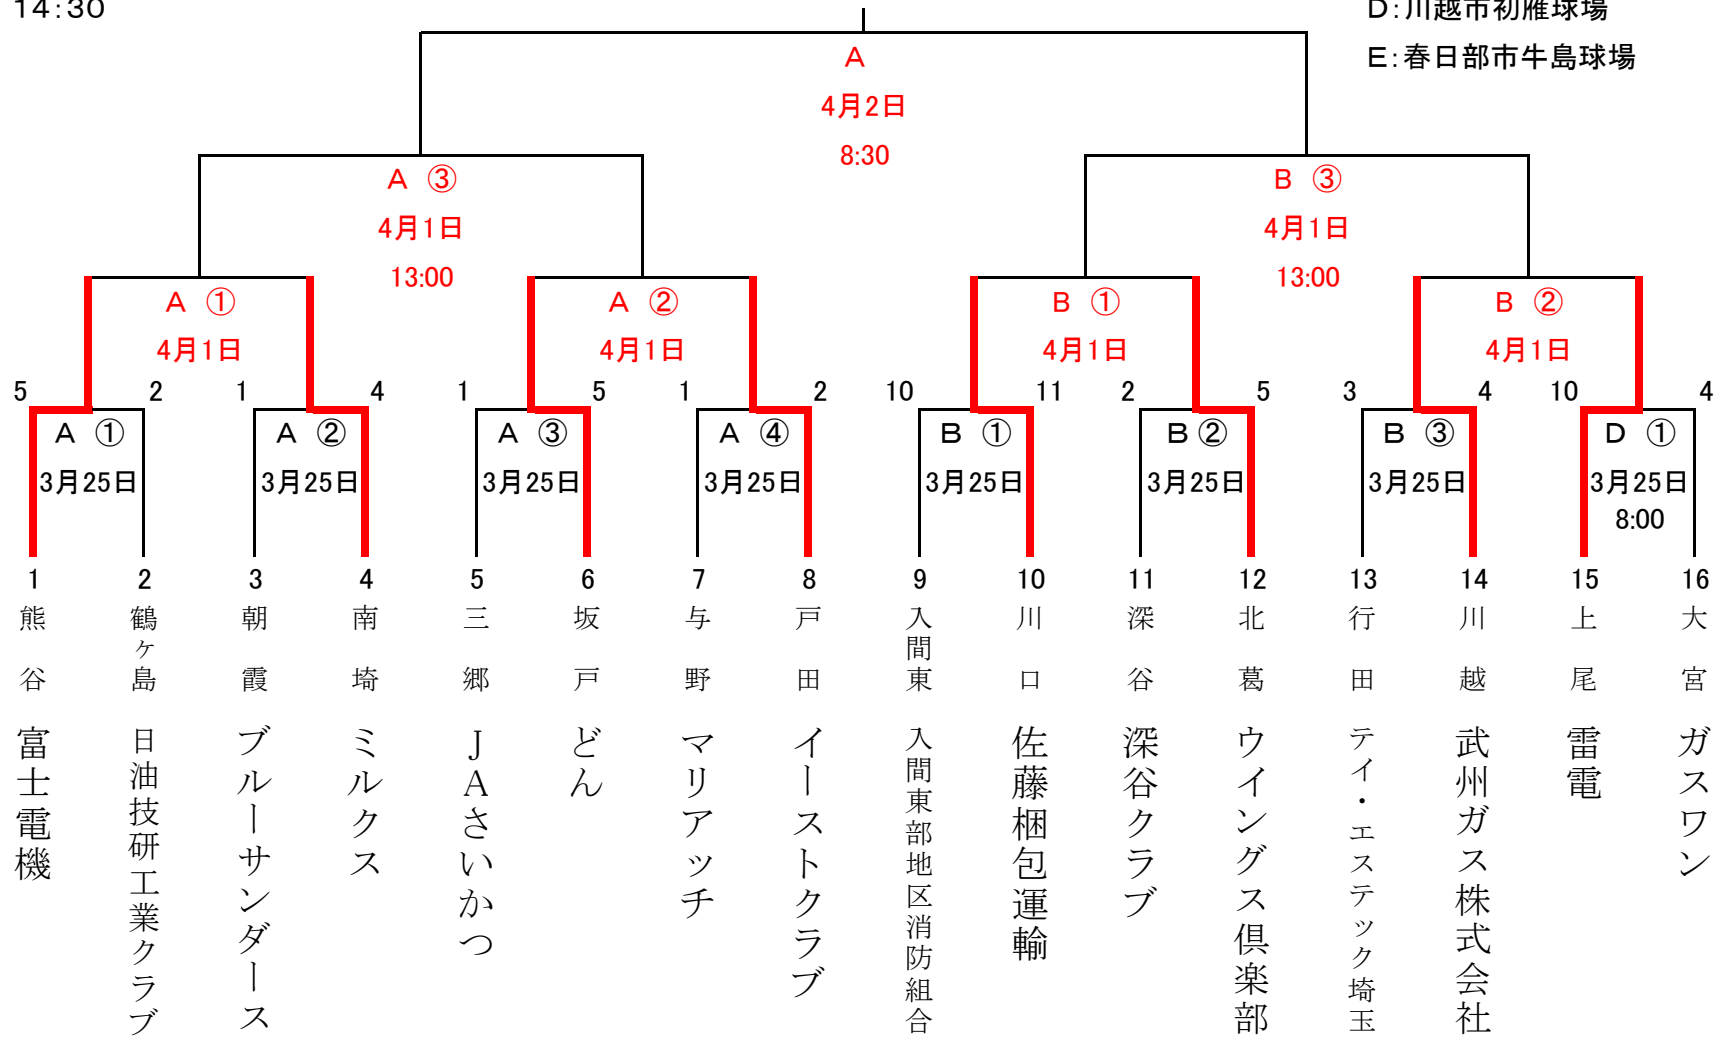 14:30
D:川越市初雁球場
E:春日部市牛島球場
A
4月2日
8:30
A ③
4月1日
13:00
B ③
4月1日
13:00
A ①
4月1日
A ②
4月1日
B ①
4月1日
B ②
4月1日
5 2 1 4 1 5 1 2 10 11 2 5 3 4 10 4
A ①
3月25日
A ②
3月25日
A ③
3月25日
A ④
3月25日
B ①
3月25日
B ②
3月25日
B ③
3月25日
D ①
3月25日
8:00
1
熊谷
富士電機
2
鶴ヶ島
日油技研工業クラブ
3
朝霞
ブルーサンダース
4
南埼
ミルクス
5
三郷
JAさいかつ
6
坂戸
どん
7
与野
マリアッチ
8
戸田
イーストクラブ
9
入間東
入間東部地区消防組合
10
川口
佐藤梱包運輸
11
深谷
深谷クラブ
12
北葛
ウイングス倶楽部
13
行田
テイ・エステック埼玉
14
川越
武州ガス株式会社
15
上尾
雷電
16
大宮
ガスワン